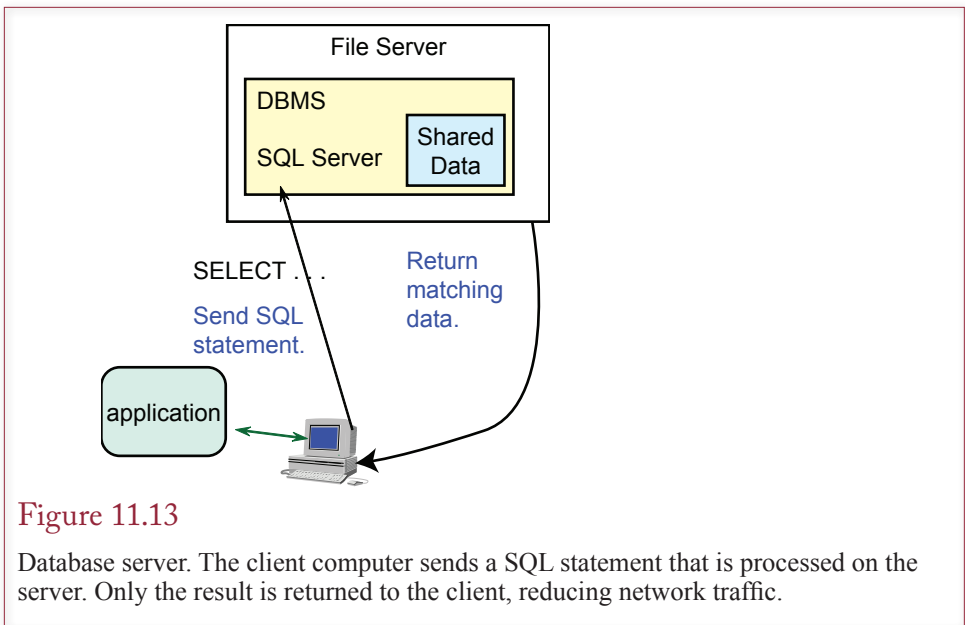 File Server
DBMS
SQL Server
Shared
Data
SELECT . . .
Send SQL
statement.
Return
matching
data.
application
Figure 11.13
Database server. The client computer sends a SQL statement that is processed on the
server. Only the result is returned to the client, reducing network traffic.